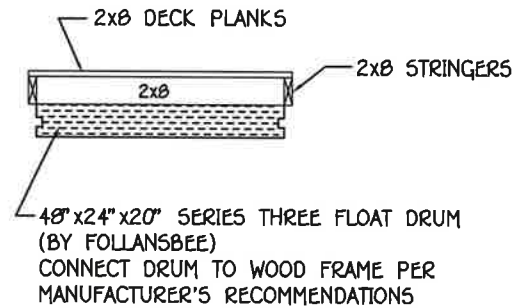 2x8 DECK PLANKS
2x8 STRINGERS
2x8
48"x24"x20" SERIES THREE FLOAT DRUM
(BY FOLLANSBEE)
CONNECT DRUM TO WOOD FRAME PER
MANUFACTURER'S RECOMMENDATIONS